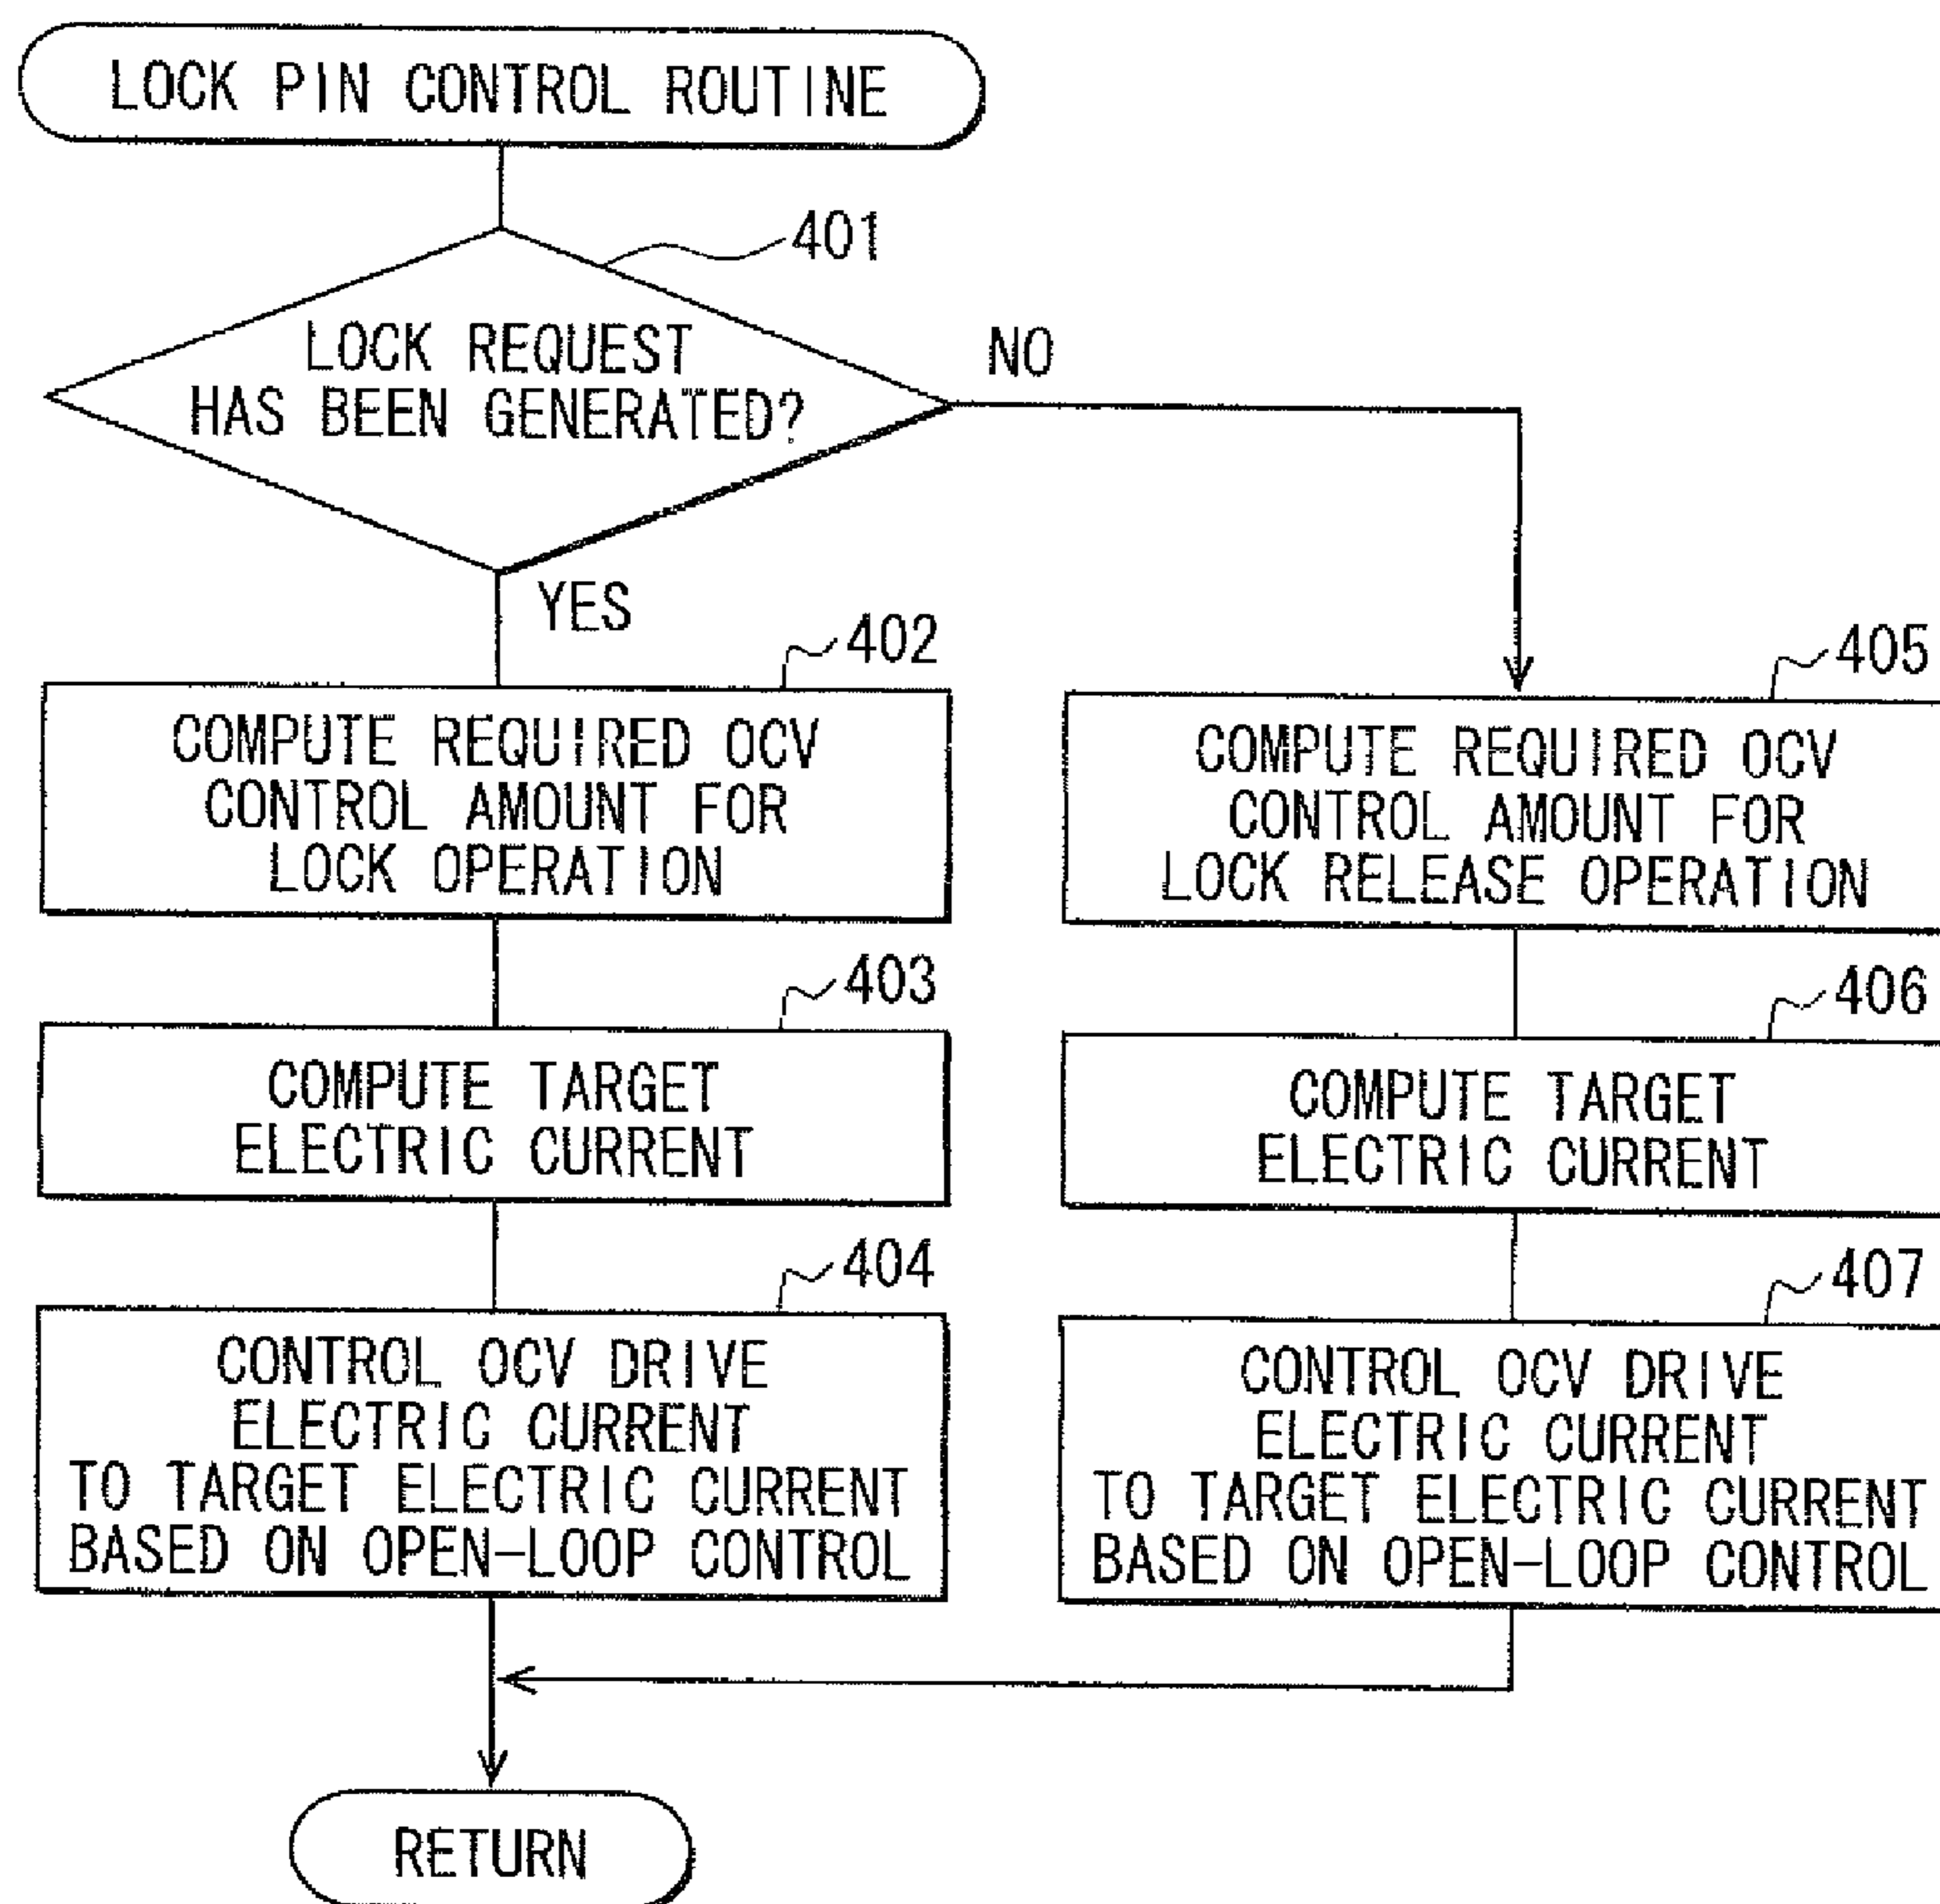 LOCK PIN CONTROL ROUTINE
401
LOCK REQUEST
HAS BEEN GENERATED?
NO
YES
402
COMPUTE REQUIRED OCV
CONTROL AMOUNT FOR
LOCK OPERATION
403
COMPUTE TARGET
ELECTRIC CURRENT
404
CONTROL OCV DRIVE
ELECTRIC CURRENT
TO TARGET ELECTRIC CURRENT
BASED ON OPEN-LOOP CONTROL
405
COMPUTE REQUIRED OCV
CONTROL AMOUNT FOR
LOCK RELEASE OPERATION
406
COMPUTE TARGET
ELECTRIC CURRENT
407
CONTROL OCV DRIVE
ELECTRIC CURRENT
TO TARGET ELECTRIC CURRENT
BASED ON OPEN-LOOP CONTROL
RETURN